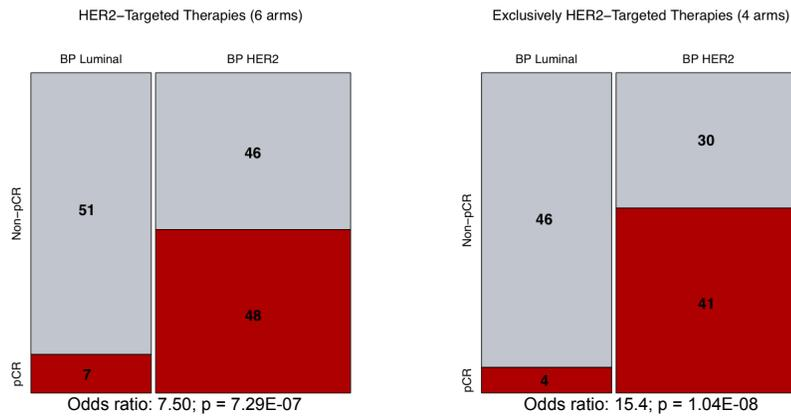 HER2−Targeted Therapies (6 arms)
BP Luminal BP HER2
Non−pCR
51
46
48
pCR
7
Odds ratio: 7.50; p = 7.29E-07
Exclusively HER2−Targeted Therapies (4 arms)
BP Luminal BP HER2
Non−pCR
46
30
41
pCR
4
Odds ratio: 15.4; p = 1.04E-08